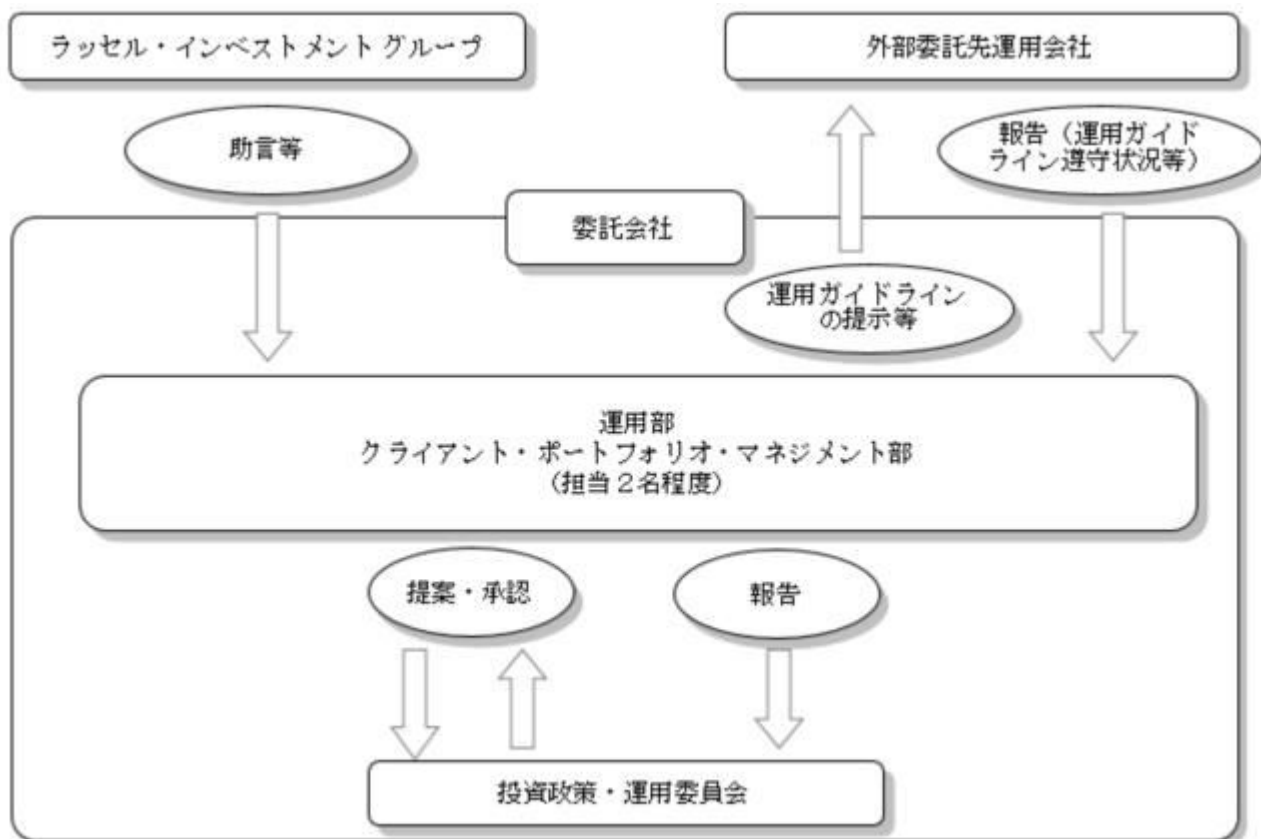 ラッセル・インベストメント グループ
外部委託先運用会社
助言等
報告（運用ガイド
ライン遵守状況等）
委託会社
運用ガイドライン
の提示等
運用部
クライアント・ポートフォリオ・マネジメント部
（担当２名程度）
提案・承認
報告
投資政策・運用委員会